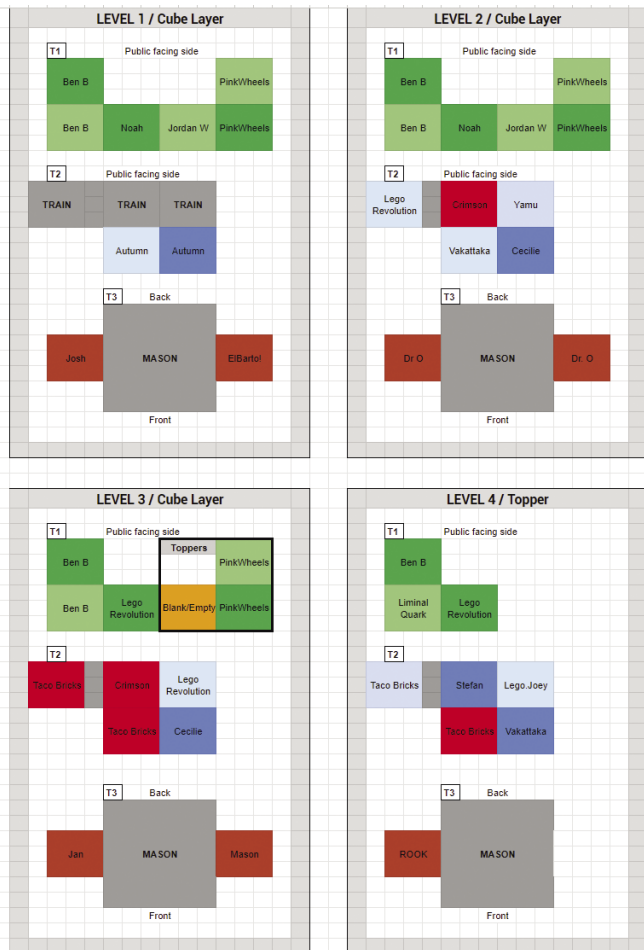 LEVEL 1 / Cube Layer
T1
Public facing side
Ben B
PinkWheels
Ben B
Noah
Jordan W
PinkWheels
T2
Public facing side
TRAIN
TRAIN
TRAIN
Autumn
Autumn
T3
Back
Josh
MASON
ElBartol
Front
LEVEL 2 / Cube Layer
T1
Public facing side
Ben B
PinkWheels
Ben B
Noah
Jordan W
PinkWheels
T2
Public facing side
Lego
Revolution
Crimson
Yamu
Vakattaka
Cecilie
T3
Back
Dr O
MASON
Dr. O
Front
LEVEL 3 / Cube Layer
T1
Public facing side
Ben B
Toppers
PinkWheels
Ben B
Lego
Revolution
Blank/Empty
PinkWheels
T2
Taco Bricks
Crimson
Lego
Revolution
Taco Bricks
Cecilie
T3
Back
Jan
MASON
Mason
Front
LEVEL 4 / Topper
T1
Public facing side
Ben B
Liminal
Quark
Lego
Revolution
T2
Taco Bricks
Stefan
Lego.Joey
Taco Bricks
Vakattaka
T3
Back
ROOK
MASON
Front